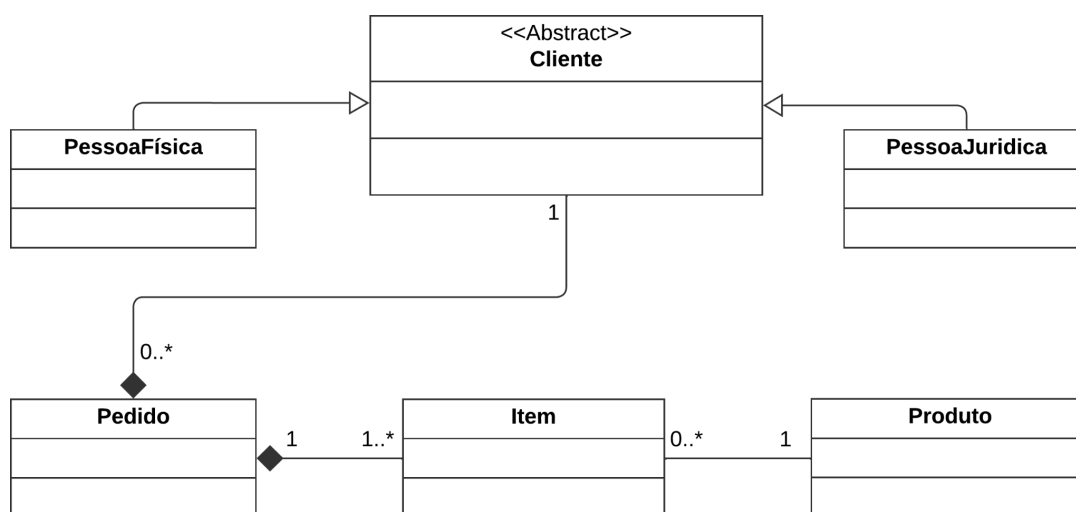 <<Abstract>>
Cliente
PessoaFísica
PessoaJuridica
1
0..*
Pedido
Item
Produto
1
1..*
0..*
1